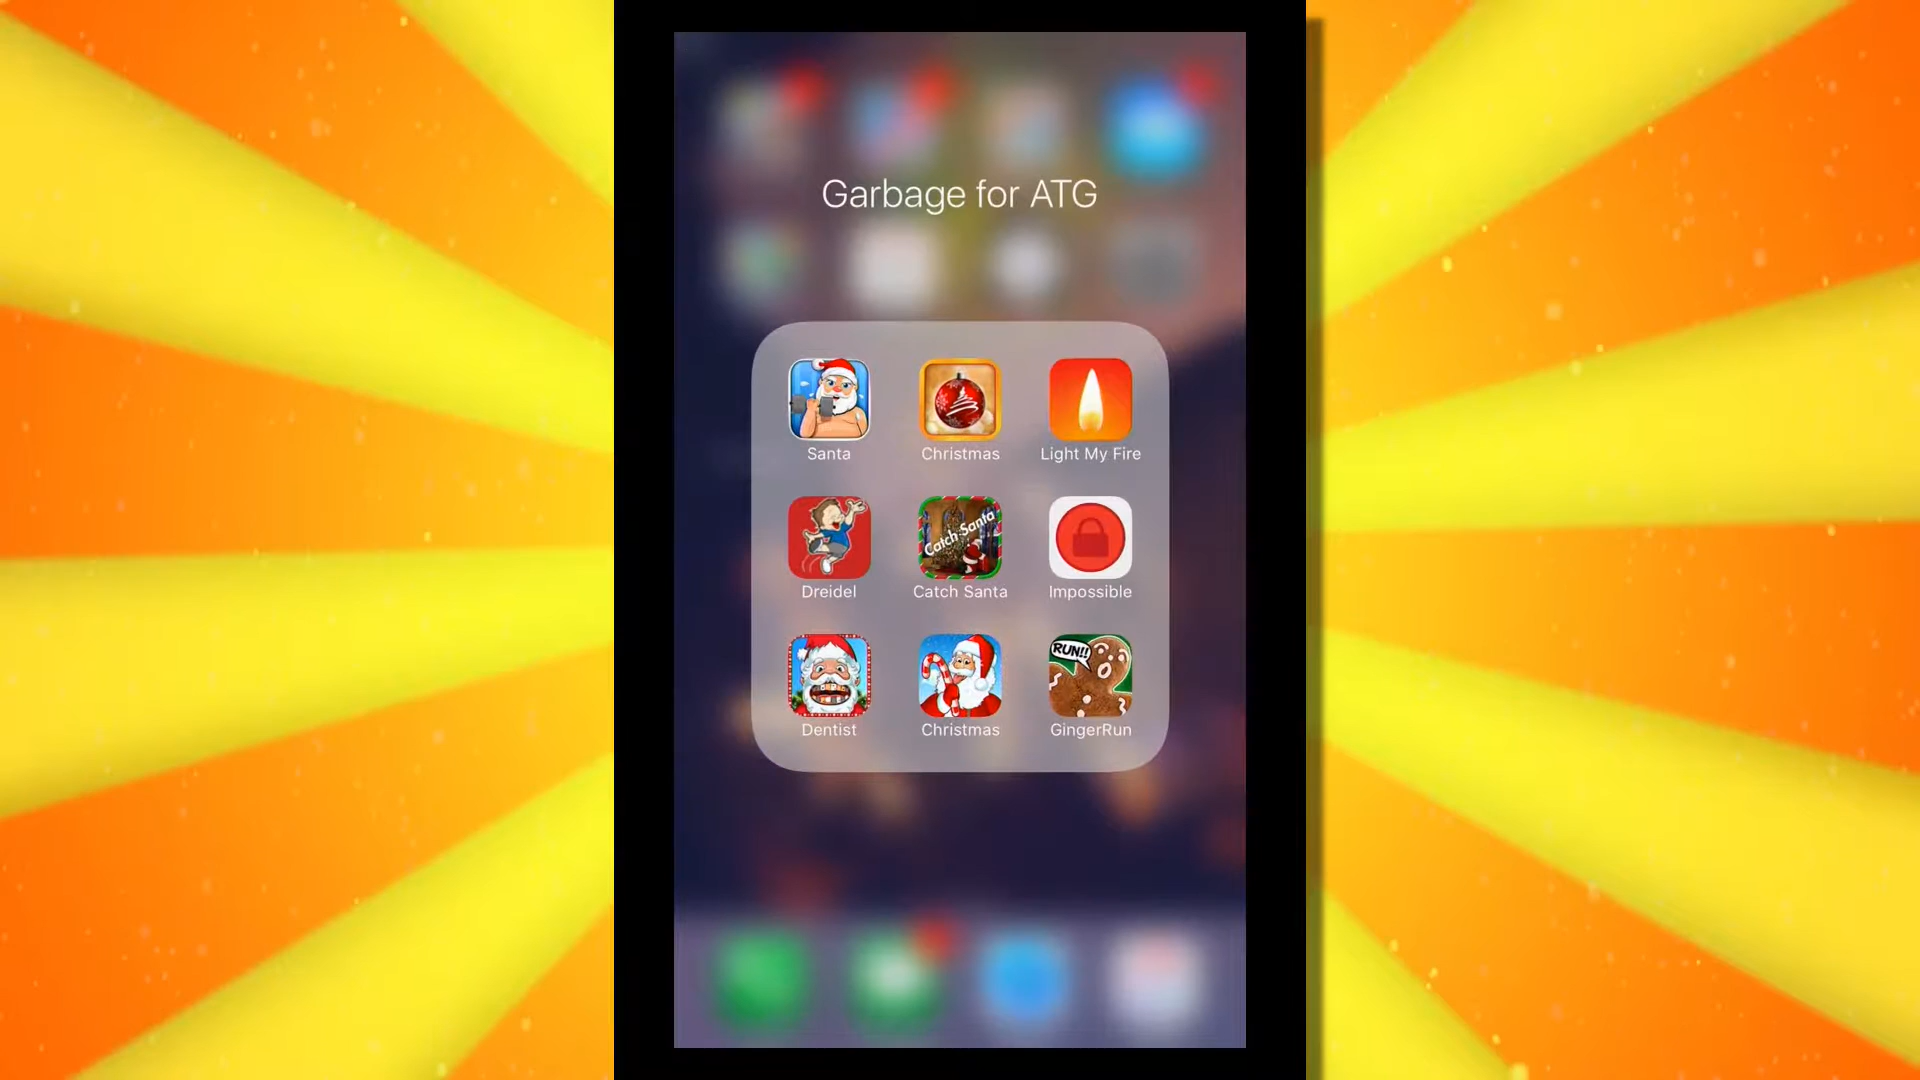 Garbage for ATG
Santa
Christmas
Light My Fire
Catch Santa
Dreidel
Catch Santa
Impossible
RUN!!
Dentist
Christmas
GingerRun